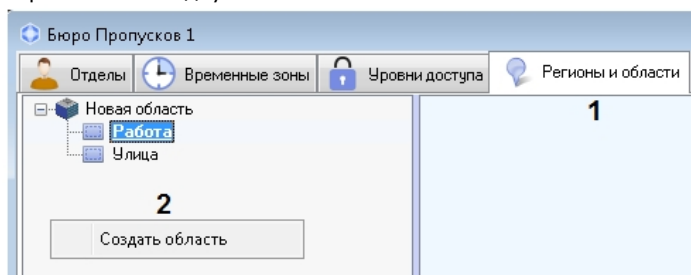 Бюро Пропусков 1
Отделы Временные зоны Уровни доступа Регионы и области
Новая область 1
Работа
Улица
2
Создать область